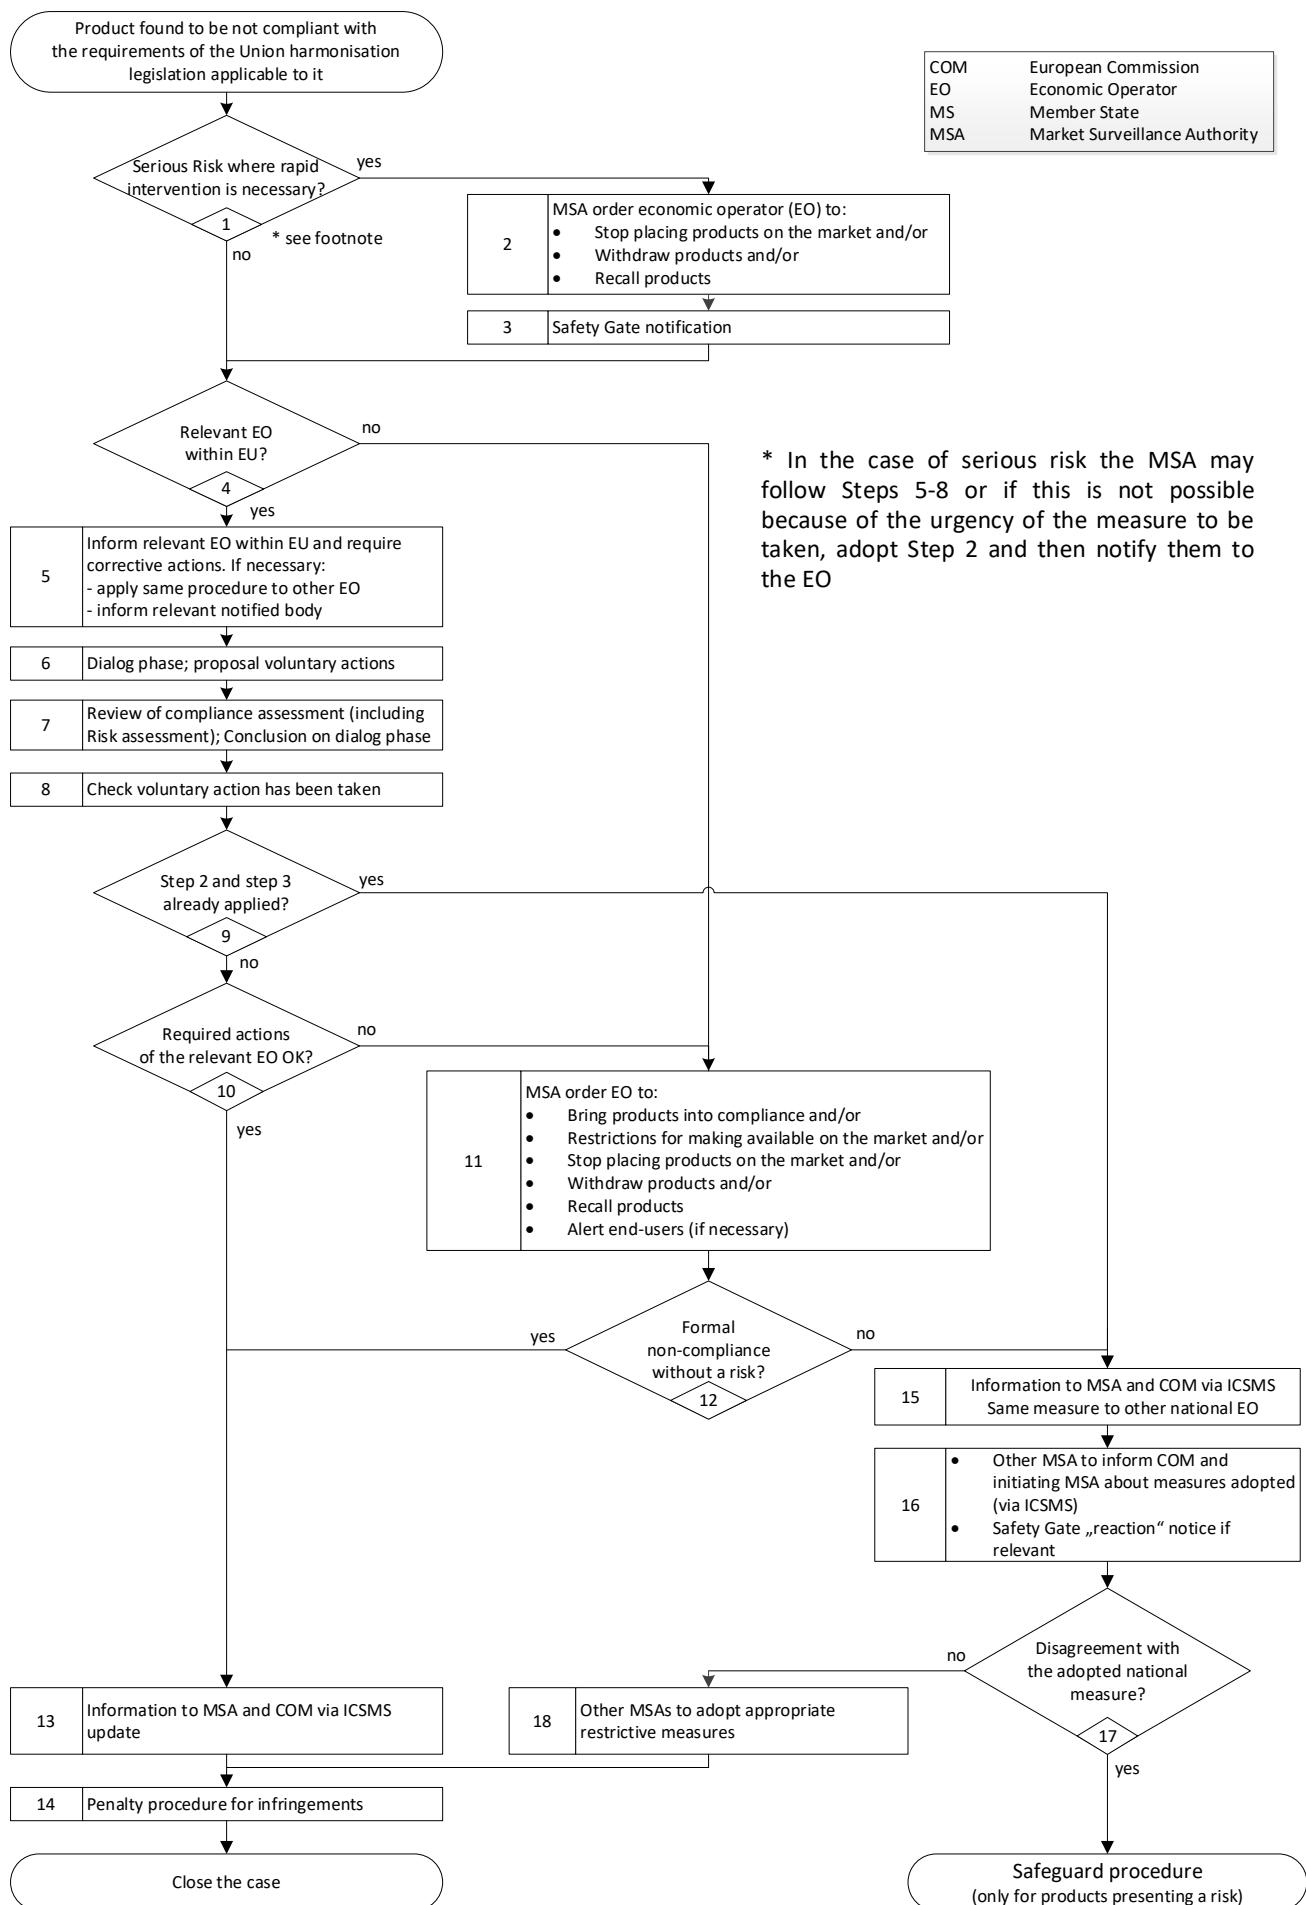 Product found to be not compliant with
the requirements of the Union harmonisation
legislation applicable to it
COM European Commission
EO Economic Operator
MS Member State
MSA Market Surveillance Authority
Serious Risk where rapid
intervention is necessary?
1
yes
* see footnote
no
2
MSA order economic operator (EO) to:
• Stop placing products on the market and/or
• Withdraw products and/or
• Recall products
3 Safety Gate notification
Relevant EO
within EU?
4
no
yes
* In the case of serious risk the MSA may
follow Steps 5-8 or if this is not possible
because of the urgency of the measure to be
taken, adopt Step 2 and then notify them to
the EO
5
Inform relevant EO within EU and require
corrective actions. If necessary:
- apply same procedure to other EO
- inform relevant notified body
6 Dialog phase; proposal voluntary actions
7
Review of compliance assessment (including
Risk assessment); Conclusion on dialog phase
8 Check voluntary action has been taken
Step 2 and step 3
already applied?
9
yes
no
Required actions
of the relevant EO OK?
10
no
yes
11
MSA order EO to:
• Bring products into compliance and/or
• Restrictions for making available on the market and/or
• Stop placing products on the market and/or
• Withdraw products and/or
• Recall products
• Alert end-users (if necessary)
Formal
non-compliance
without a risk?
12
yes
no
15
Information to MSA and COM via ICSMS
Same measure to other national EO
16
• Other MSA to inform COM and
initiating MSA about measures adopted
(via ICSMS)
• Safety Gate „reaction“ notice if
relevant
Disagreement with
the adopted national
measure?
17
no
yes
13
Information to MSA and COM via ICSMS
update
18
Other MSAs to adopt appropriate
restrictive measures
14 Penalty procedure for infringements
Close the case
Safeguard procedure
(only for products presenting a risk)